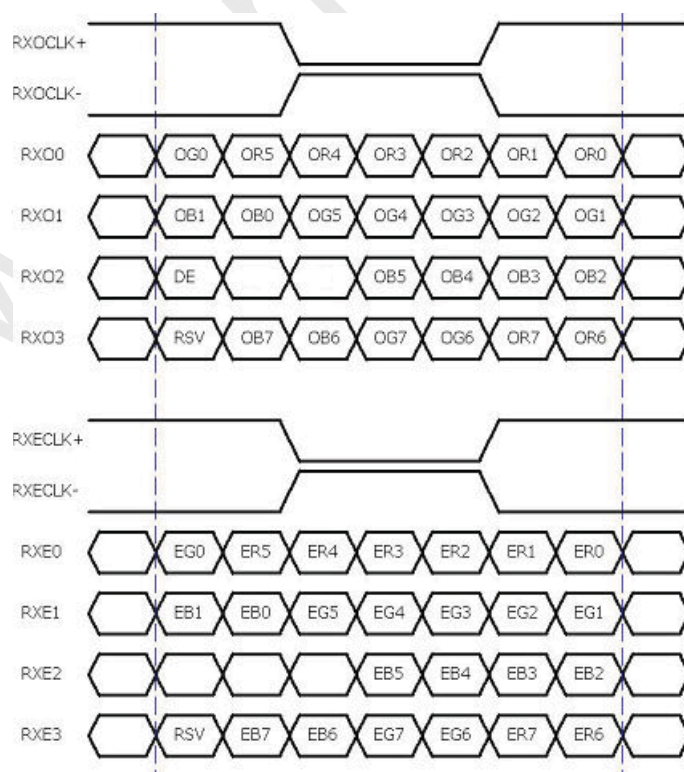 RXOCLK+
RXOCLK-
RXO0 OG0 OR5 OR4 OR3 OR2 OR1 OR0
RXO1 OB1 OB0 OG5 OG4 OG3 OG2 OG1
RXO2 DE OB5 OB4 OB3 OB2
RXO3 RSV OB7 OB6 OG7 OG6 OR7 OR6
RXECLK+
RXECLK-
RXE0 EG0 ER5 ER4 ER3 ER2 ER1 ER0
RXE1 EB1 EB0 EG5 EG4 EG3 EG2 EG1
RXE2 EB5 EB4 EB3 EB2
RXE3 RSV EB7 EB6 EG7 EG6 ER7 ER6